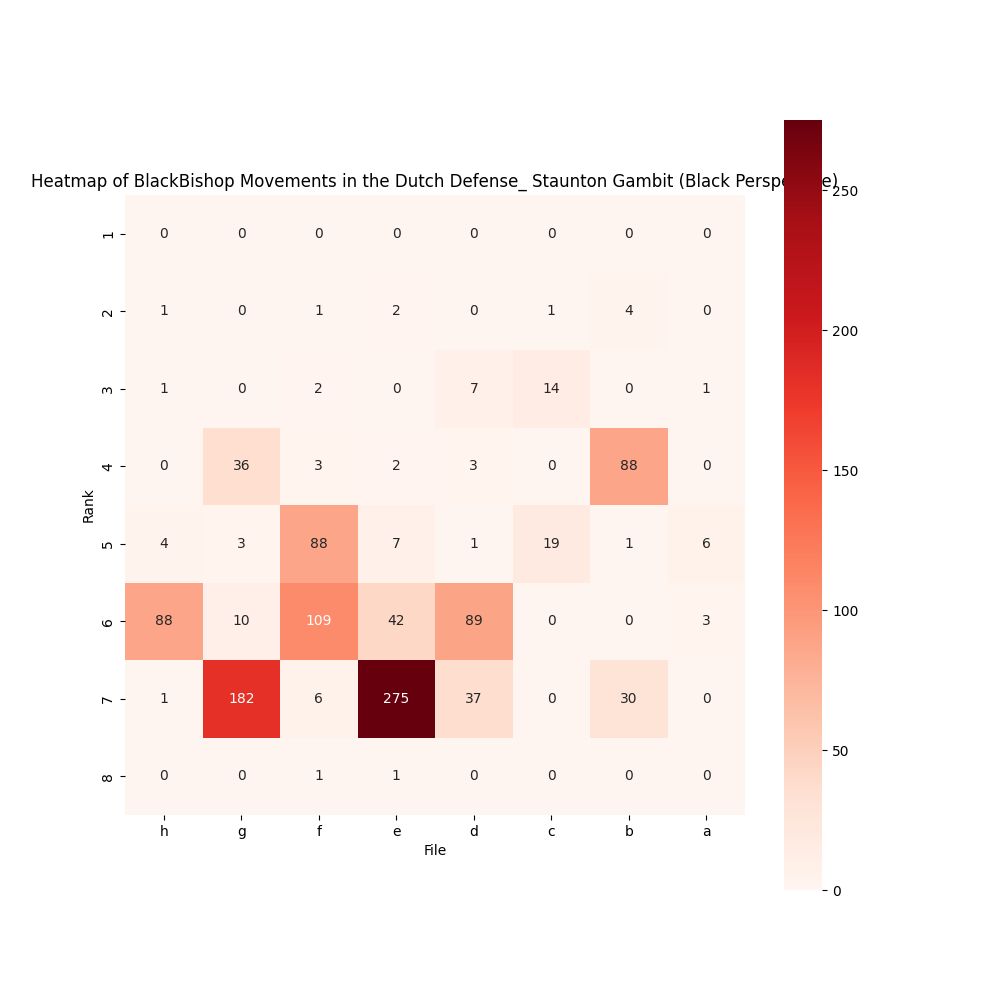 Heatmap of BlackBishop Movements in the Dutch Defense_ Staunton Gambit (Black Perspective)
Rank
1 0 0 0 0 0 0 0 0
2 1 0 1 2 0 1 4 0
3 1 0 2 0 7 14 0 1
4 0 36 3 2 3 0 88 0
5 4 3 88 7 1 19 1 6
6 88 10 109 42 89 0 0 3
7 1 182 6 275 37 0 30 0
8 0 0 1 1 0 0 0 0
h g f e d c b a
File
250
200
150
100
50
0